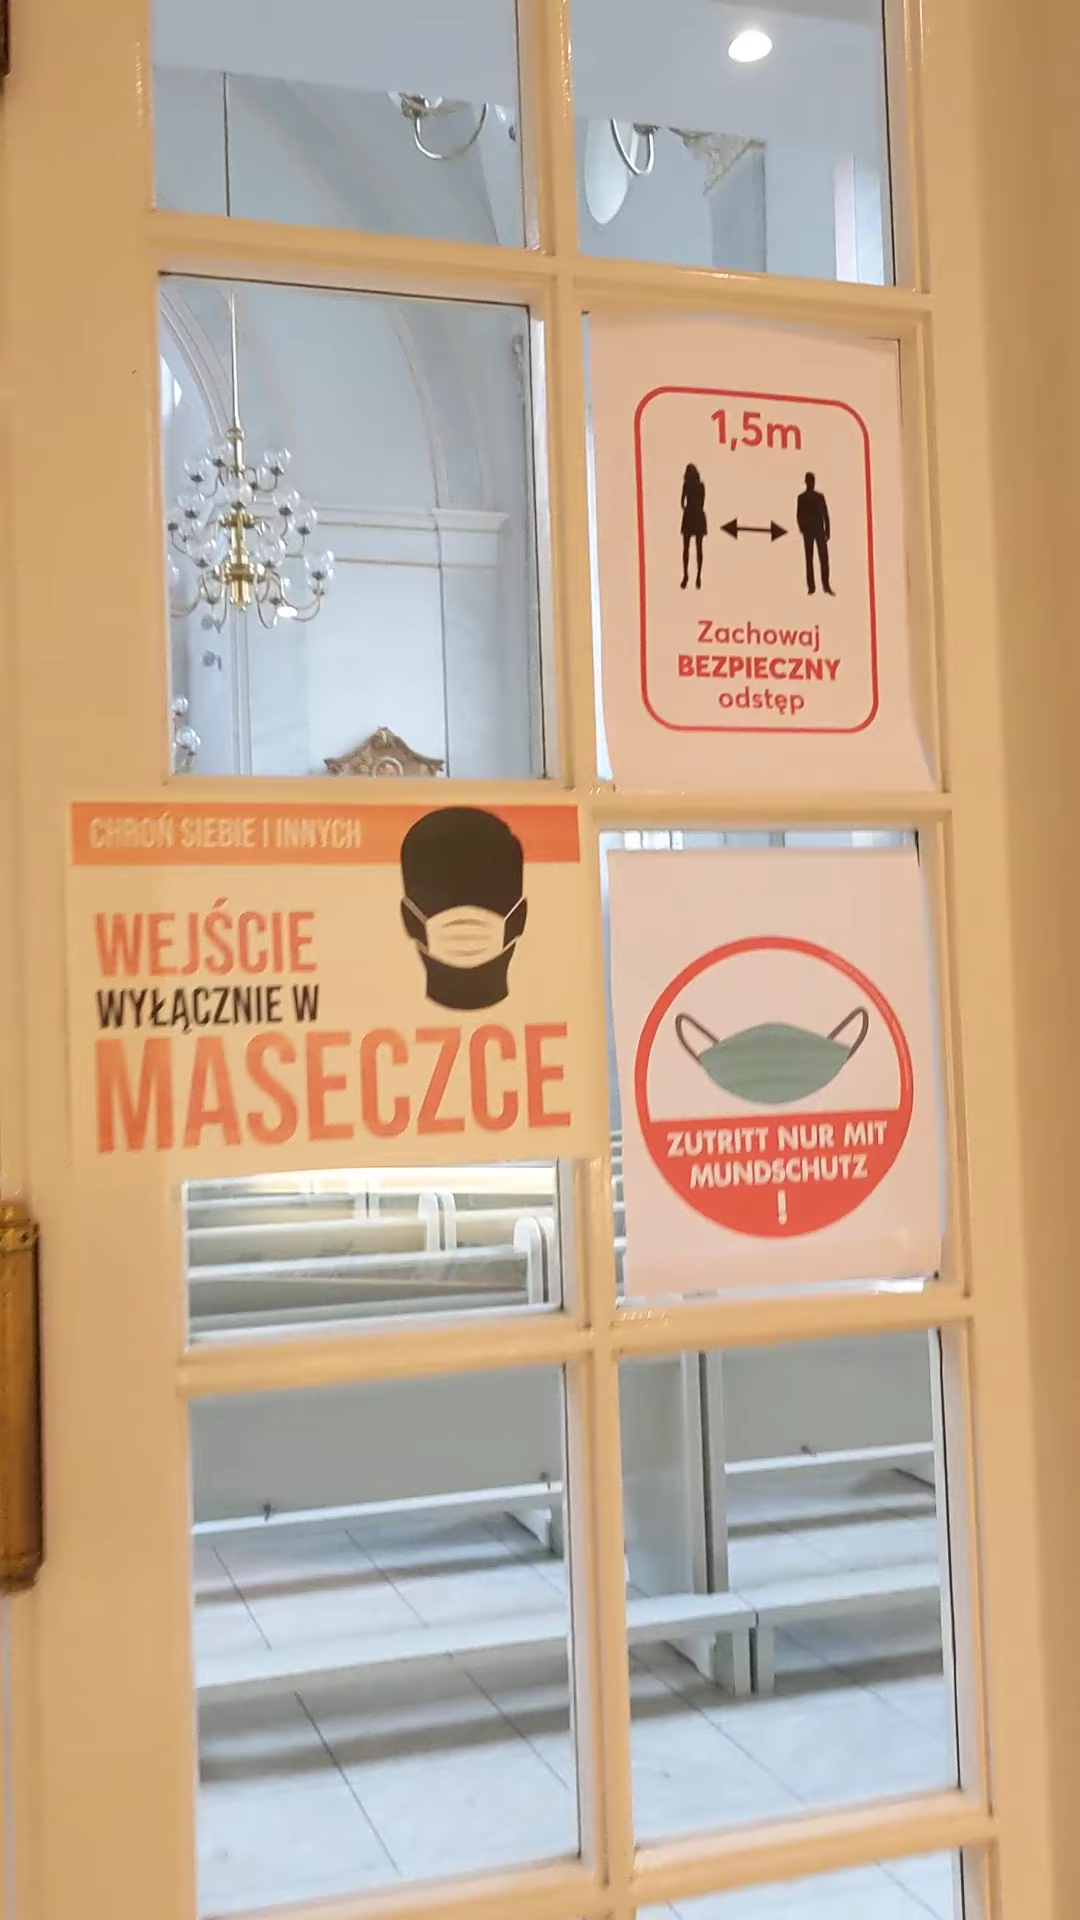 1,5m
Zachowaj
BEZPIECZNY
odstęp
CHROŃ SIEBIE I INNYCH
WEJŚCIE
WYŁĄCZNIE W
MASECZCE
ZUTRITT NUR MIT
MUNDSCHUTZ
!